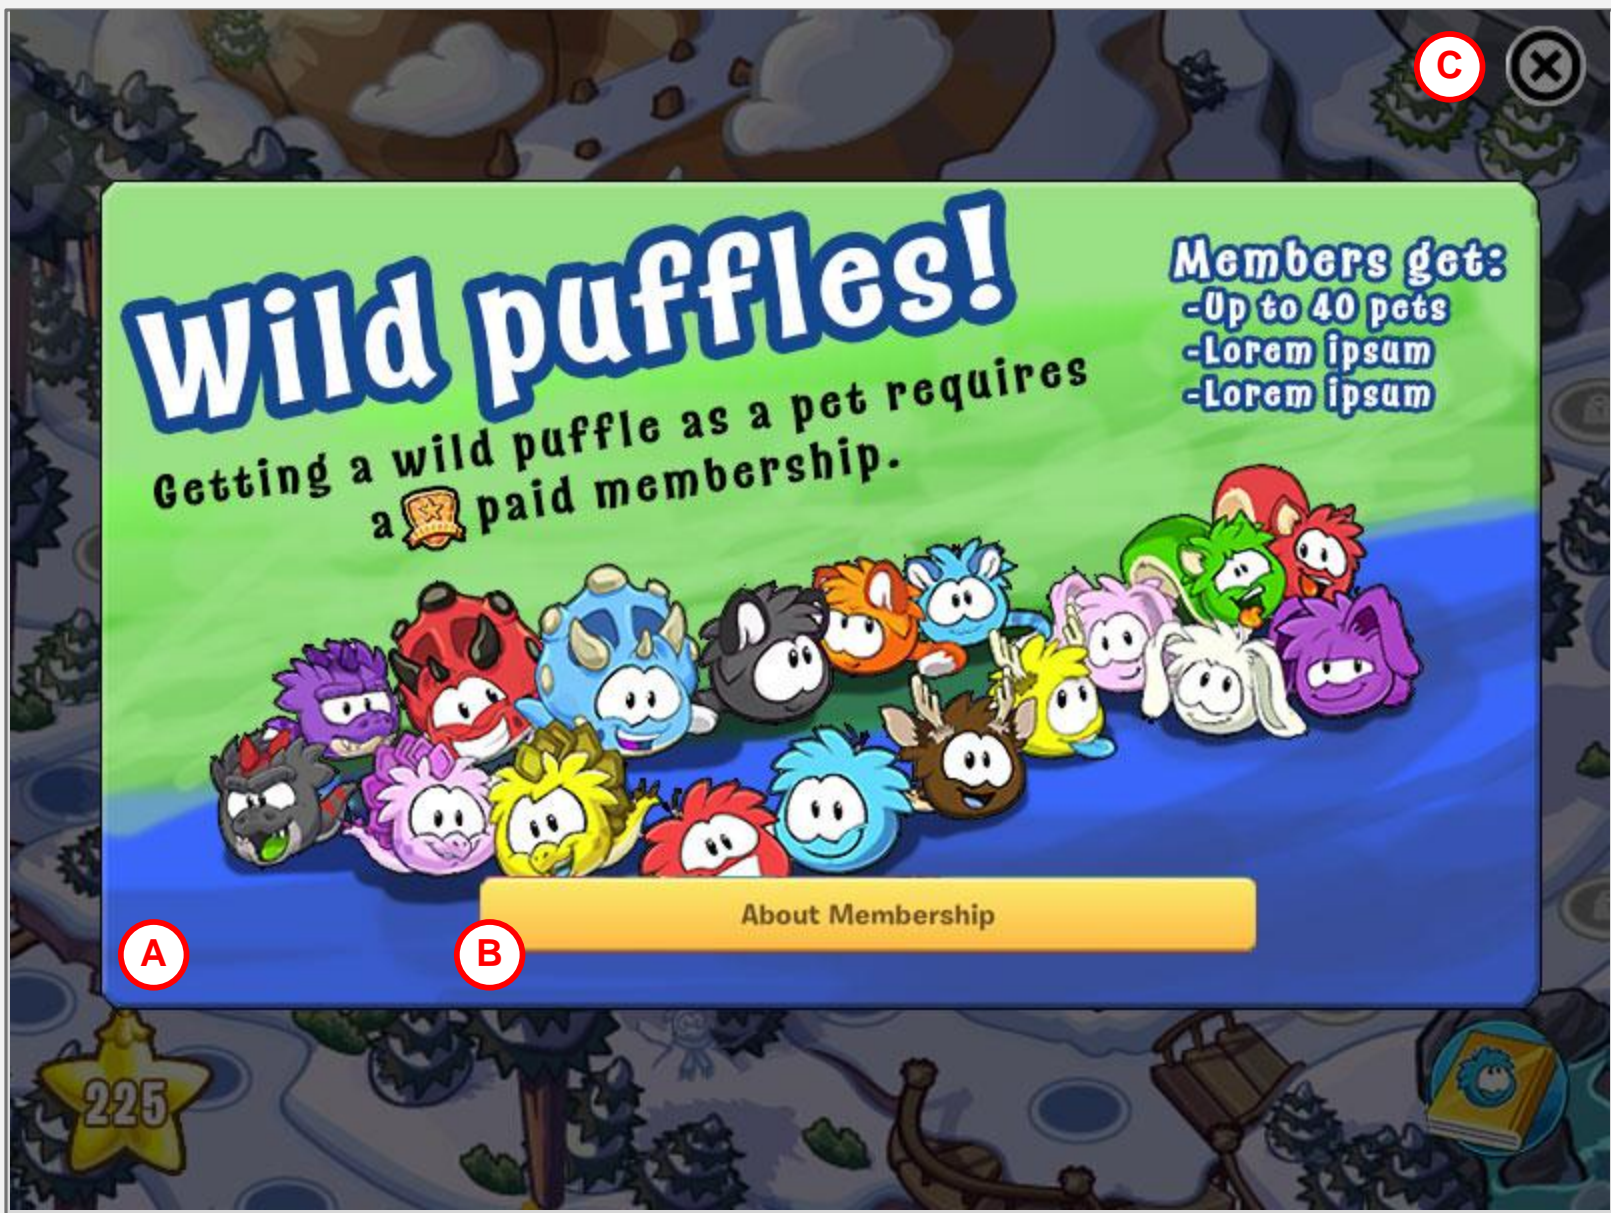 C
Wild puffles!
Getting a wild puffle as a pet requires
a paid membership.
Members get:
-Up to 40 pets
-Lorem ipsum
-Lorem ipsum
About Membership
A
B
225